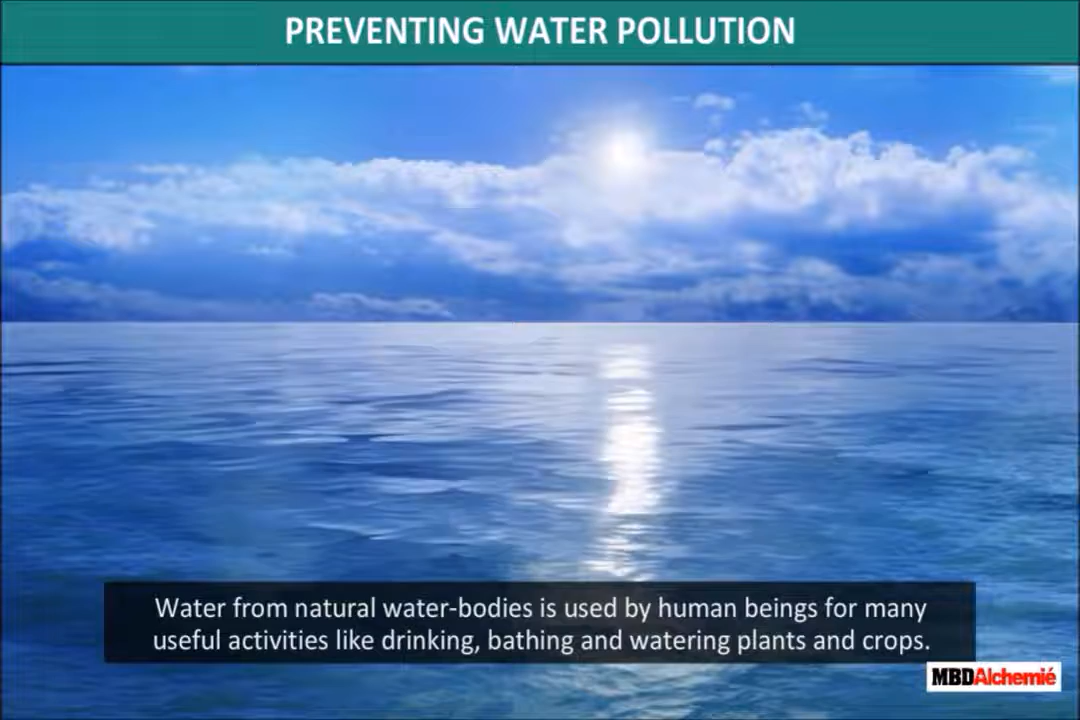 PREVENTING WATER POLLUTION
Water from natural water-bodies is used by human beings for many
useful activities like drinking, bathing and watering plants and crops.
MBDAlchemié